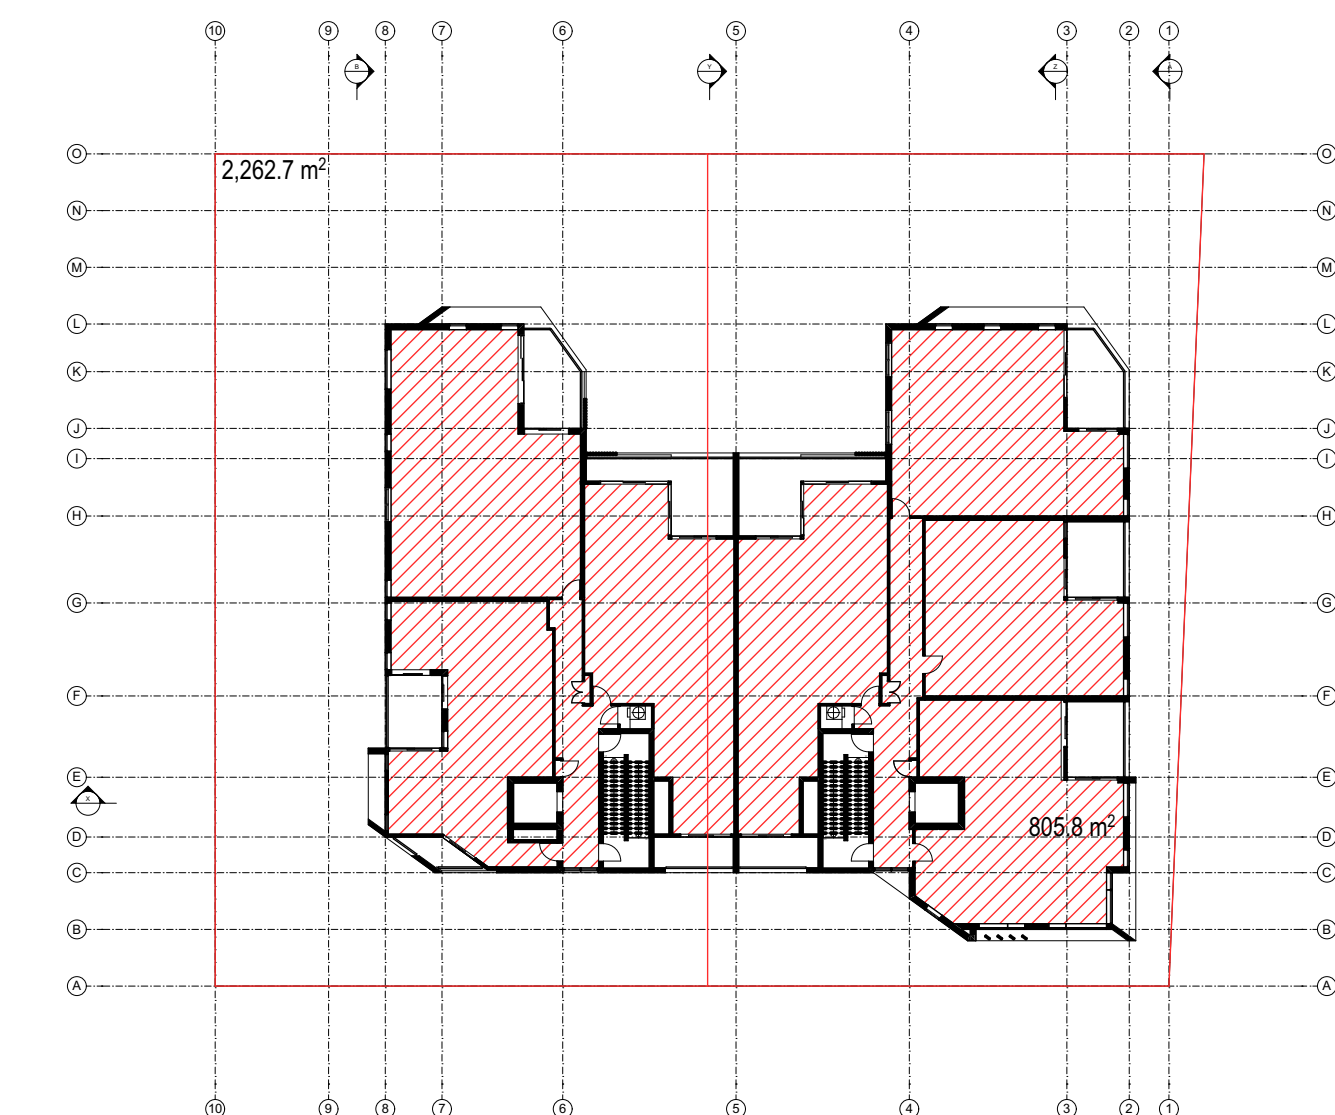 10 9 8 7 6 5 4 3 2 1
B Y Z A
O O
2,262.7 m²
N N
M M
L L
K K
J J
I I
H H
G G
F F
E E
X
805.8 m²
D D
C C
B B
A A
10 9 8 7 6 5 4 3 2 1